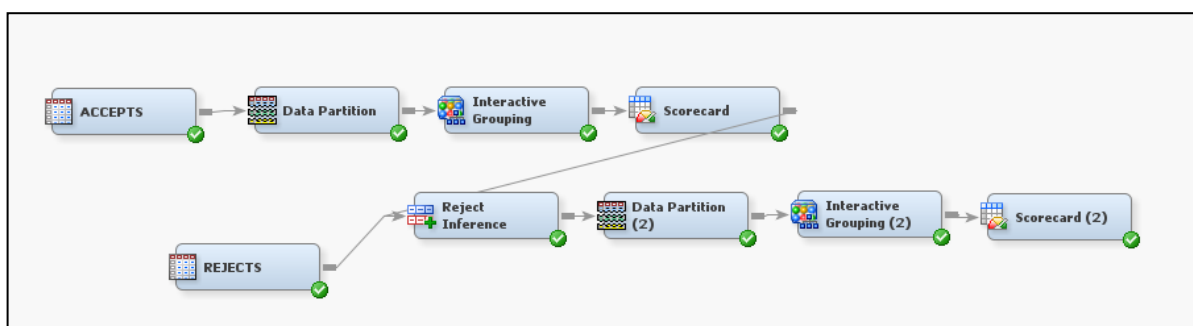 ACCEPTS
Data Partition
Interactive
Grouping
Scorecard
Reject
Inference
Data Partition
(2)
Interactive
Grouping (2)
Scorecard (2)
REJECTS